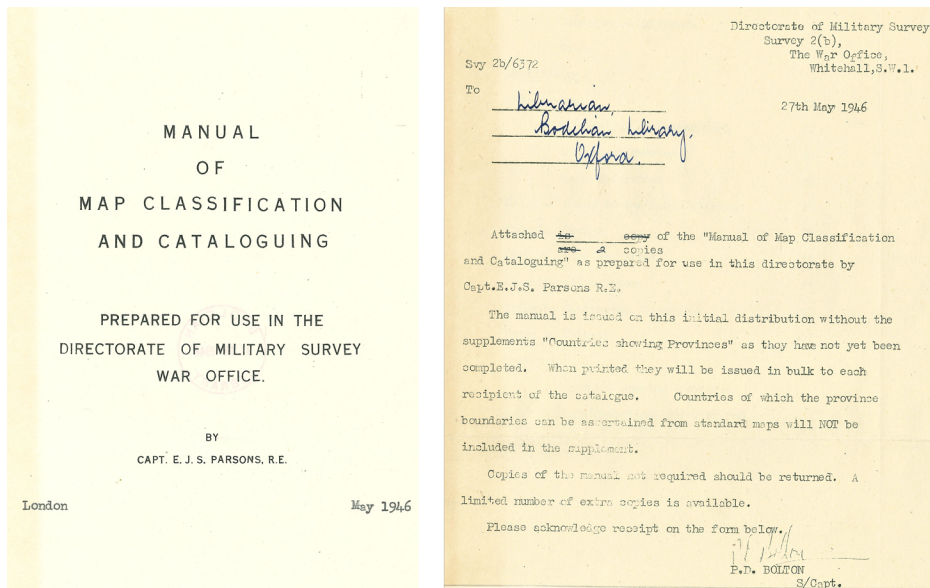 MANUAL
OF
MAP CLASSIFICATION
AND CATALOGUING
PREPARED FOR USE IN THE
DIRECTORATE OF MILITARY SURVEY
WAR OFFICE.
BY
CAPT. E. J. S. PARSONS, R.E.
London May 1946
Directorate of Military Survey
Survey 2(b),
The War Office,
Whitehall,S.W.1.
Svy 2b/6372
To
27th May 1946
Librarian,
Bodelian Library,
Oxford.
Attached is copy of the "Manual of Map Classification
are 2 copies
and Cataloguing" as prepared for use in this directorate by
Capt.E.J.S. Parsons R.E.
The manual is issued on this initial distribution without the
supplements "Countries showing Provinces" as they have not yet been
completed. When printed they will be issued in bulk to each
recipient of the catalogue. Countries of which the province
boundaries can be ascertained from standard maps will NOT be
included in the supplement.
Copies of the manual not required should be returned. A
limited number of extra copies is available.
Please acknowledge receipt on the form below.
P.D. BOLTON
S/Capt.